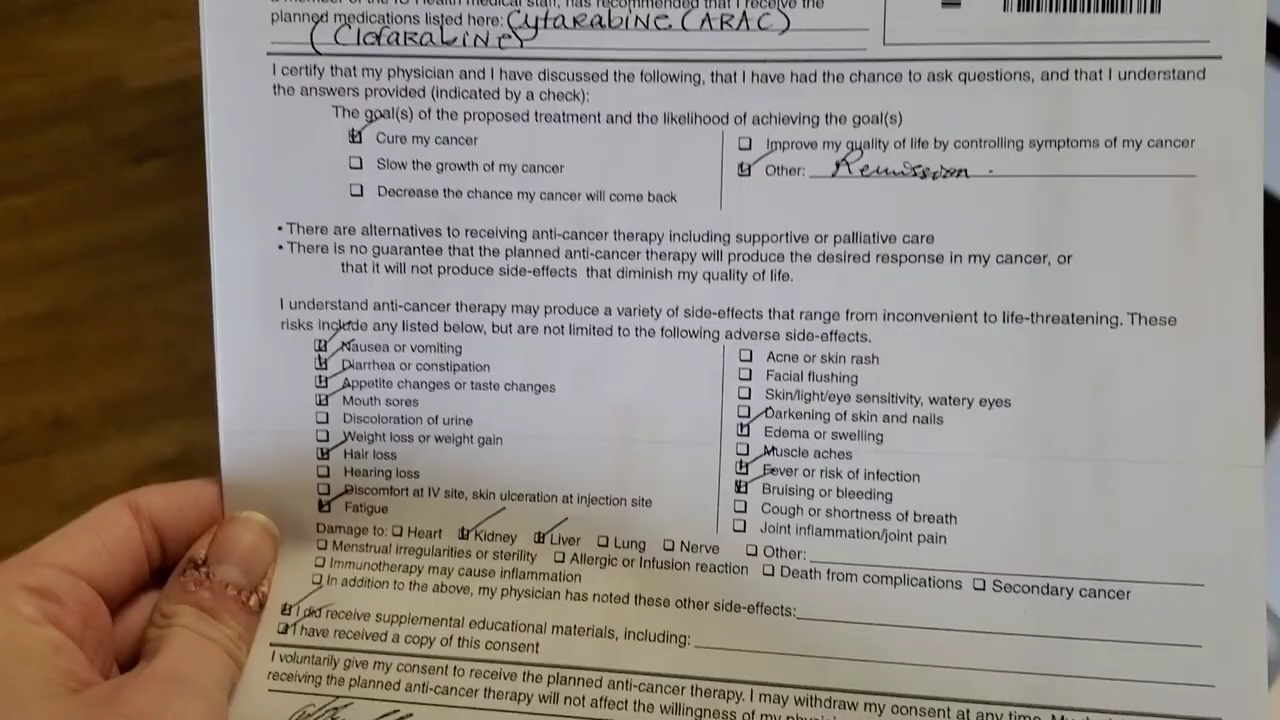 planned medications listed here: Cytarabine (ARAC)
(Clofarabine)
I certify that my physician and I have discussed the following, that I have had the chance to ask questions, and that I understand
the answers provided (indicated by a check):
The goal(s) of the proposed treatment and the likelihood of achieving the goal(s)
Cure my cancer
Slow the growth of my cancer
Decrease the chance my cancer will come back
Improve my quality of life by controlling symptoms of my cancer
Other: Remission.
• There are alternatives to receiving anti-cancer therapy including supportive or palliative care
• There is no guarantee that the planned anti-cancer therapy will produce the desired response in my cancer, or
that it will not produce side-effects that diminish my quality of life.
I understand anti-cancer therapy may produce a variety of side-effects that range from inconvenient to life-threatening. These
risks include any listed below, but are not limited to the following adverse side-effects.
Nausea or vomiting
Diarrhea or constipation
Appetite changes or taste changes
Mouth sores
Discoloration of urine
Weight loss or weight gain
Hair loss
Hearing loss
Discomfort at IV site, skin ulceration at injection site
Fatigue
Acne or skin rash
Facial flushing
Skin/light/eye sensitivity, watery eyes
Darkening of skin and nails
Edema or swelling
Muscle aches
Fever or risk of infection
Bruising or bleeding
Cough or shortness of breath
Joint inflammation/joint pain
Damage to: Heart Kidney Liver Lung Nerve Other:
Menstrual irregularities or sterility Allergic or Infusion reaction Death from complications Secondary cancer
Immunotherapy may cause inflammation
In addition to the above, my physician has noted these other side-effects:
I did receive supplemental educational materials, including:
I have received a copy of this consent
I voluntarily give my consent to receive the planned anti-cancer therapy. I may withdraw my consent at any time.
receiving the planned anti-cancer therapy will not affect the willingness of my